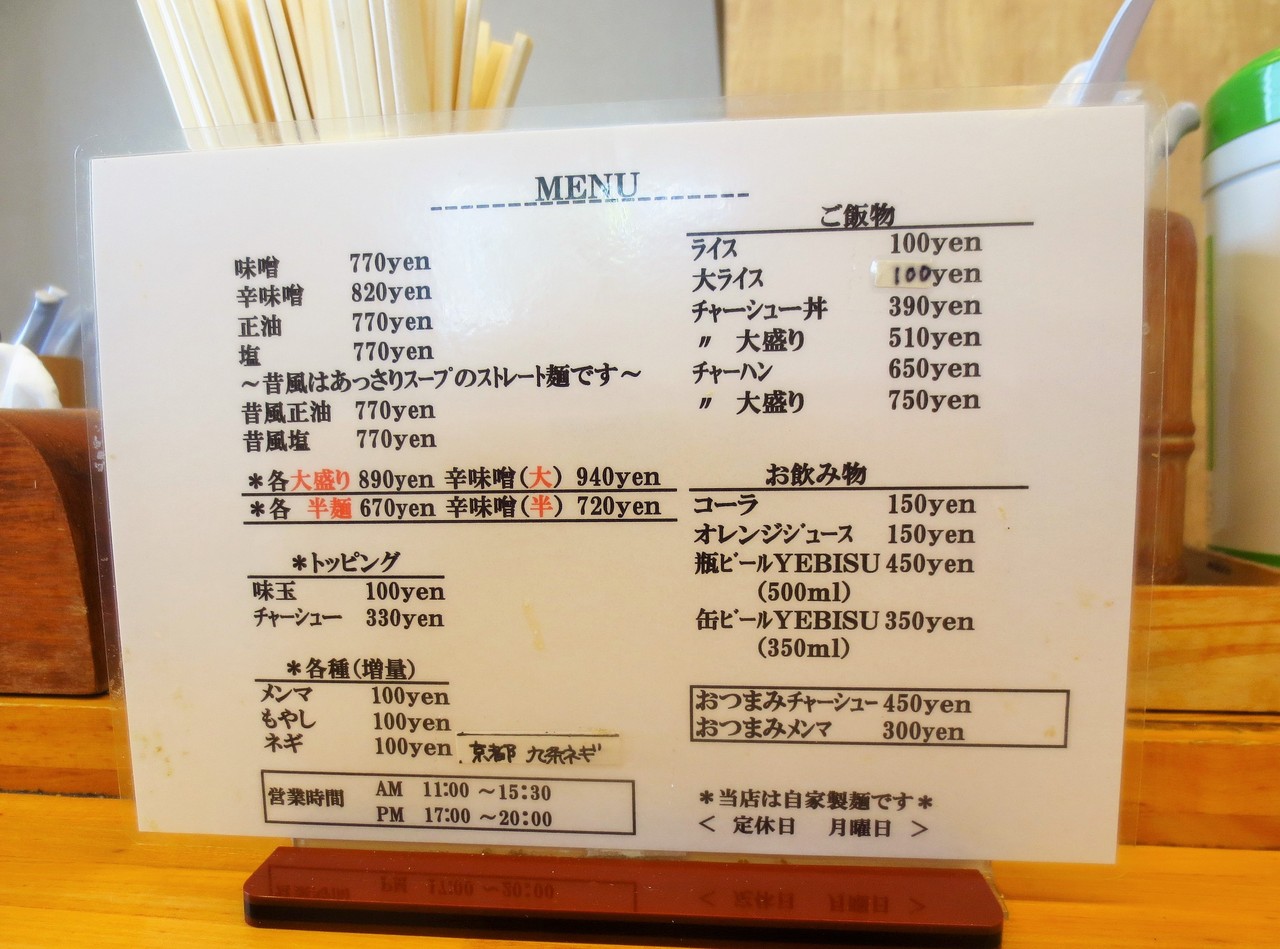 MENU
味噌 770yen
辛味噌 820yen
正油 770yen
塩 770yen
～昔風はあっさりスープのストレート麺です～
昔風正油 770yen
昔風塩 770yen
＊各大盛り 890yen 辛味噌(大) 940yen
＊各 半麺 670yen 辛味噌(半) 720yen
＊トッピング
味玉 100yen
チャーシュー 330yen
＊各種(増量)
メンマ 100yen
もやし 100yen
ネギ 100yen 京都 九条ネギ
営業時間 AM 11:00 ～15:30
PM 17:00 ～20:00
ご飯物
ライス 100yen
大ライス 100yen
チャーシュー丼 390yen
〃 大盛り 510yen
チャーハン 650yen
〃 大盛り 750yen
お飲み物
コーラ 150yen
オレンジジュース 150yen
瓶ビールYEBISU 450yen
(500ml)
缶ビールYEBISU 350yen
(350ml)
おつまみチャーシュー 450yen
おつまみメンマ 300yen
＊当店は自家製麺です＊
＜ 定休日 月曜日 ＞